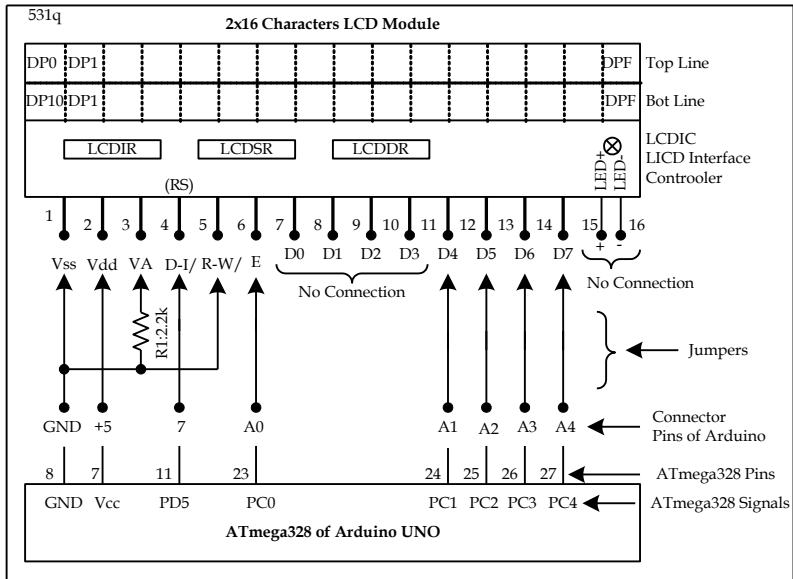 531q
2x16 Characters LCD Module
DP0 DP1 DPF Top Line
DP10 DP1 DPF Bot Line
LCDIR LCDSR LCDDR
LCDIC
LICD Interface
Controoler
LED+
LED-
(RS)
1 2 3 4 5 6 7 8 9 10 11 12 13 14 15 16
+ -
Vss Vdd VA D-I/ R-W/ E D0 D1 D2 D3 D4 D5 D6 D7
No Connection
No Connection
R1:2.2k
Jumpers
GND +5 7 A0 A1 A2 A3 A4
Connector
Pins of Arduino
8 7 11 23 24 25 26 27 ATmega328 Pins
GND Vcc PD5 PC0 PC1 PC2 PC3 PC4 ATmega328 Signals
ATmega328 of Arduino UNO